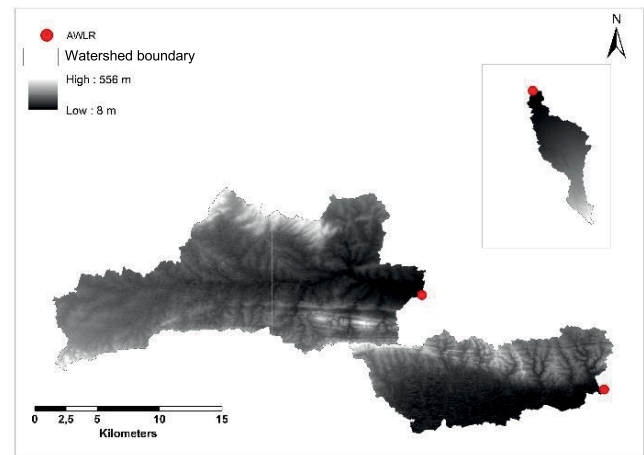 AWLR
Watershed boundary
High : 556 m
Low : 8 m
N
0 2,5 5 10 15
Kilometers